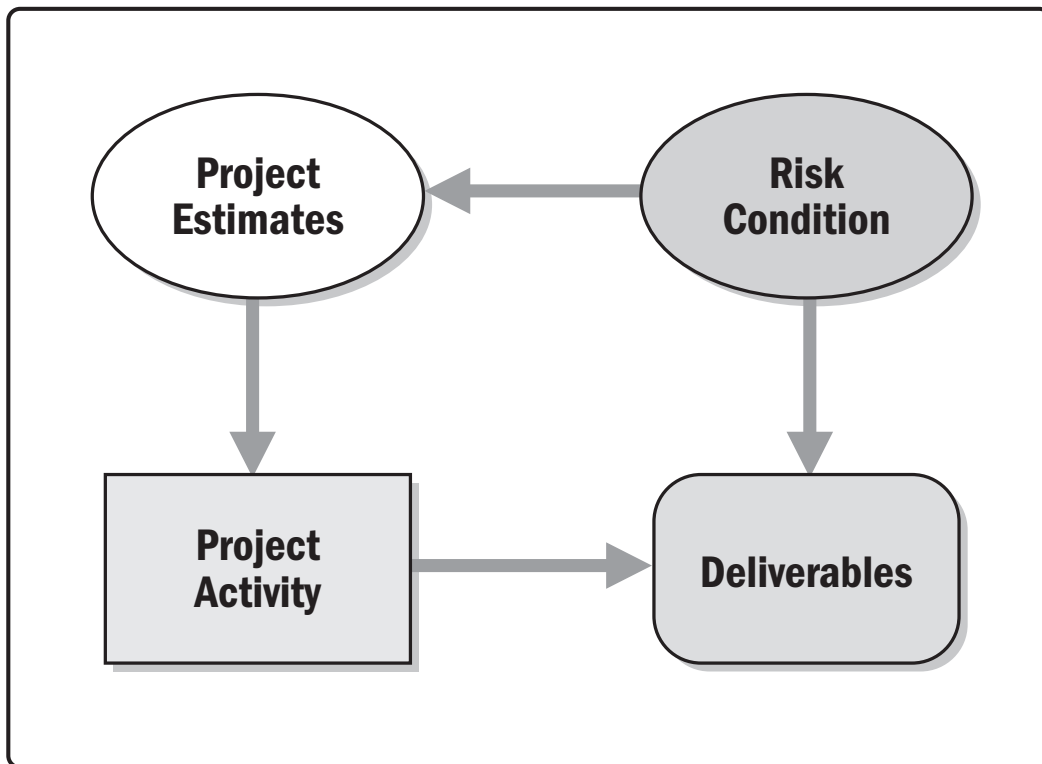 Project
Estimates
Risk
Condition
Project
Activity
Deliverables